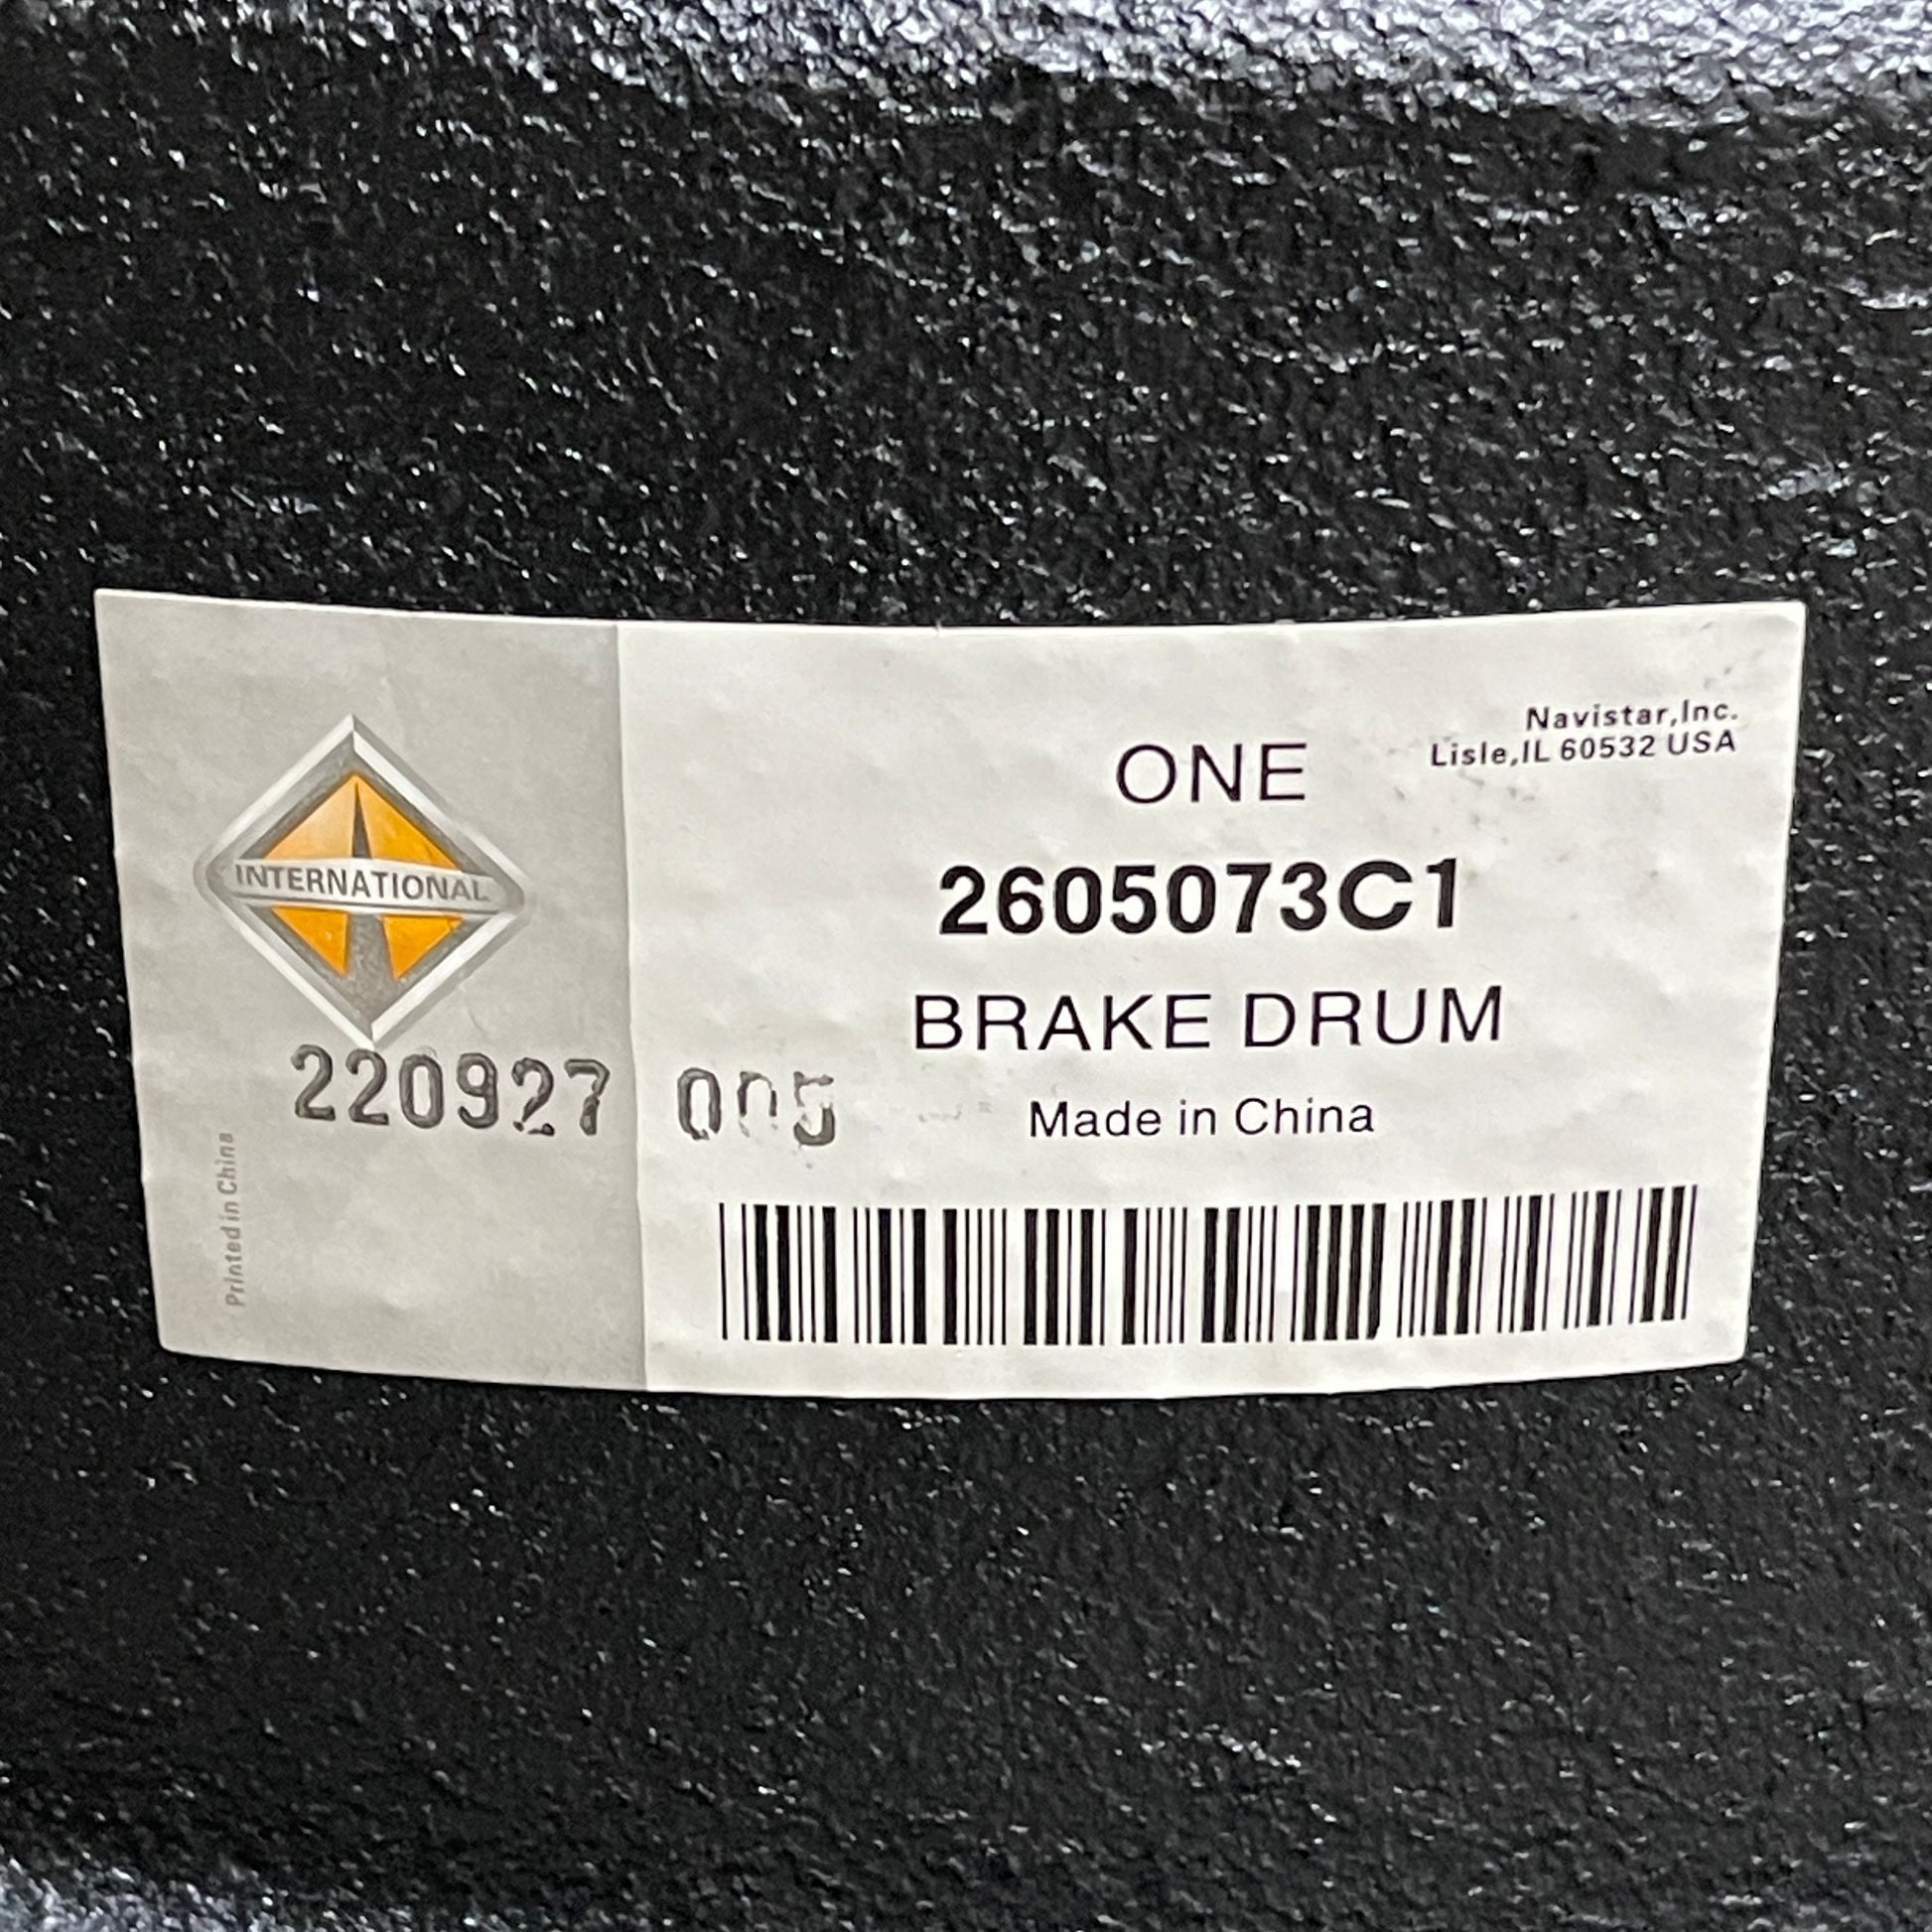 Navistar,Inc.
Lisle,IL 60532 USA
ONE
INTERNATIONAL
2605073C1
BRAKE DRUM
220927 005
Made in China
Printed in China